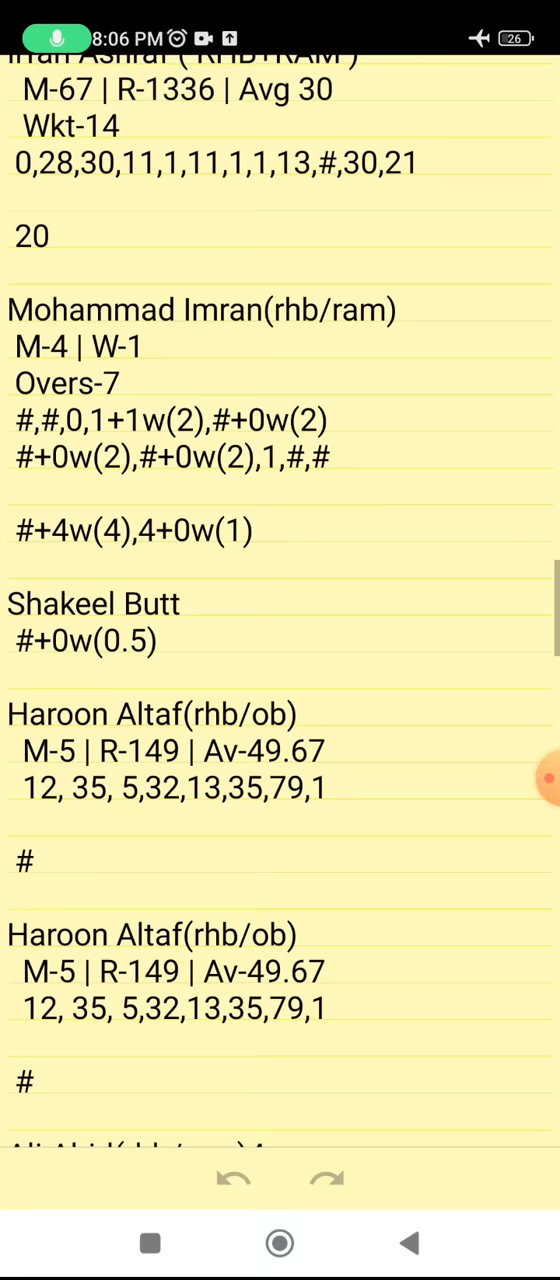 8:06 PM
26
Irfan Ashraf ( RHB+RAM )
M-67 | R-1336 | Avg 30
Wkt-14
0,28,30,11,1,11,1,1,13,#,30,21
20
Mohammad Imran(rhb/ram)
M-4 | W-1
Overs-7
#,#,0,1+1w(2),#+0w(2)
#+0w(2),#+0w(2),1,#,#
#+4w(4),4+0w(1)
Shakeel Butt
#+0w(0.5)
Haroon Altaf(rhb/ob)
M-5 | R-149 | Av-49.67
12, 35, 5,32,13,35,79,1
#
Haroon Altaf(rhb/ob)
M-5 | R-149 | Av-49.67
12, 35, 5,32,13,35,79,1
#